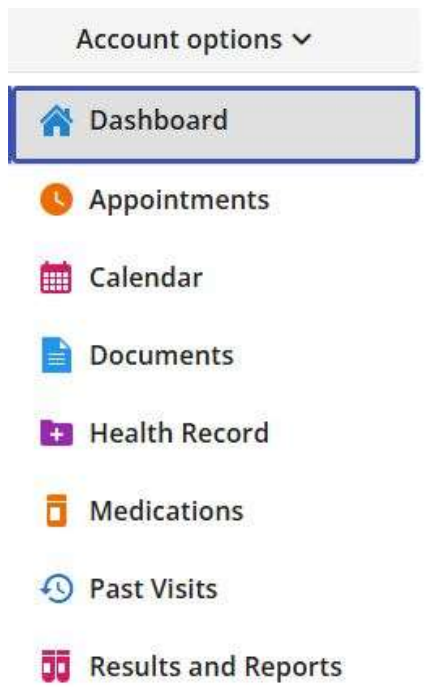 Account options
Dashboard
Appointments
Calendar
Documents
Health Record
Medications
Past Visits
Results and Reports